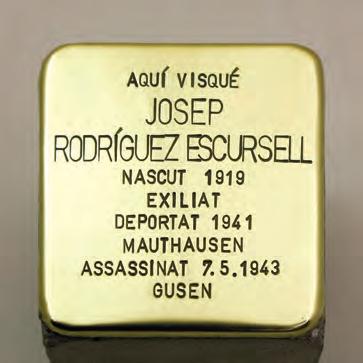 AQUÍ VISQUÉ
JOSEP
RODRÍGUEZ ESCURSELL
NASCUT 1919
EXILIAT
DEPORTAT 1941
MAUTHAUSEN
ASSASSINAT 7.5.1943
GUSEN